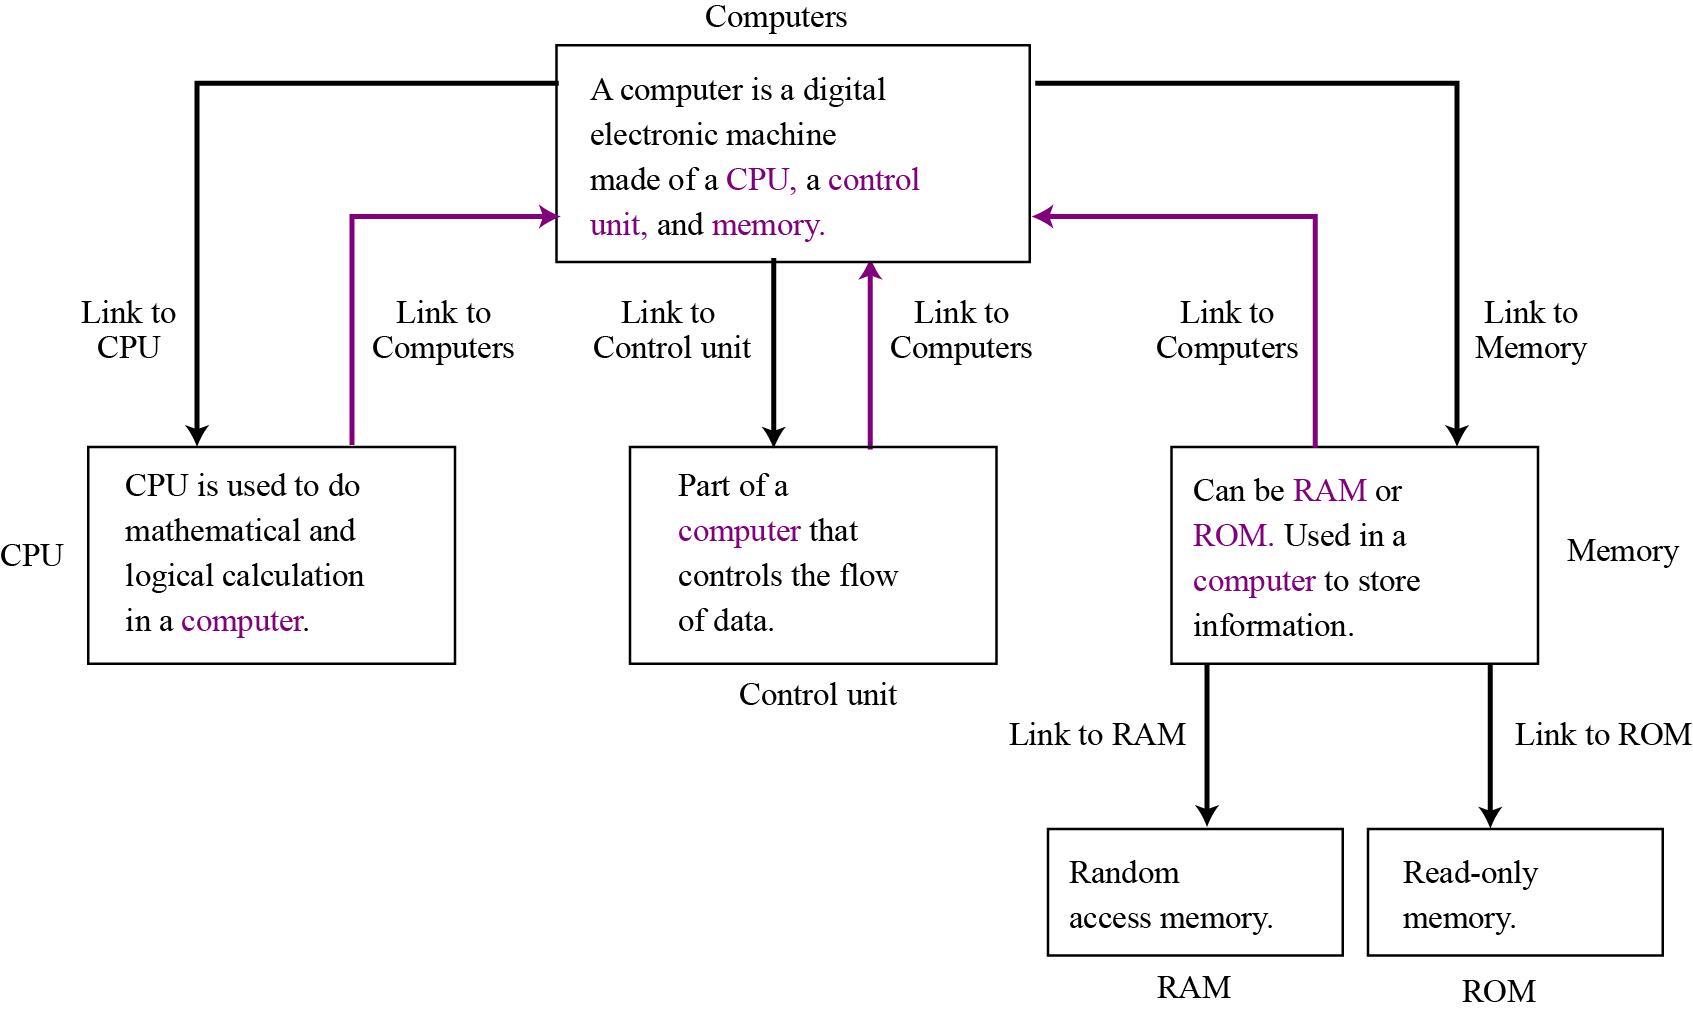 Computers
A computer is a digital
electronic machine
made of a CPU, a control
unit, and memory.
Link to
CPU
Link to
Computers
Link to
Control unit
Link to
Computers
Link to
Computers
Link to
Memory
CPU
CPU is used to do
mathematical and
logical calculation
in a computer.
Part of a
computer that
controls the flow
of data.
Control unit
Can be RAM or
ROM. Used in a
computer to store
information.
Memory
Link to RAM
Link to ROM
Random
access memory.
RAM
Read-only
memory.
ROM